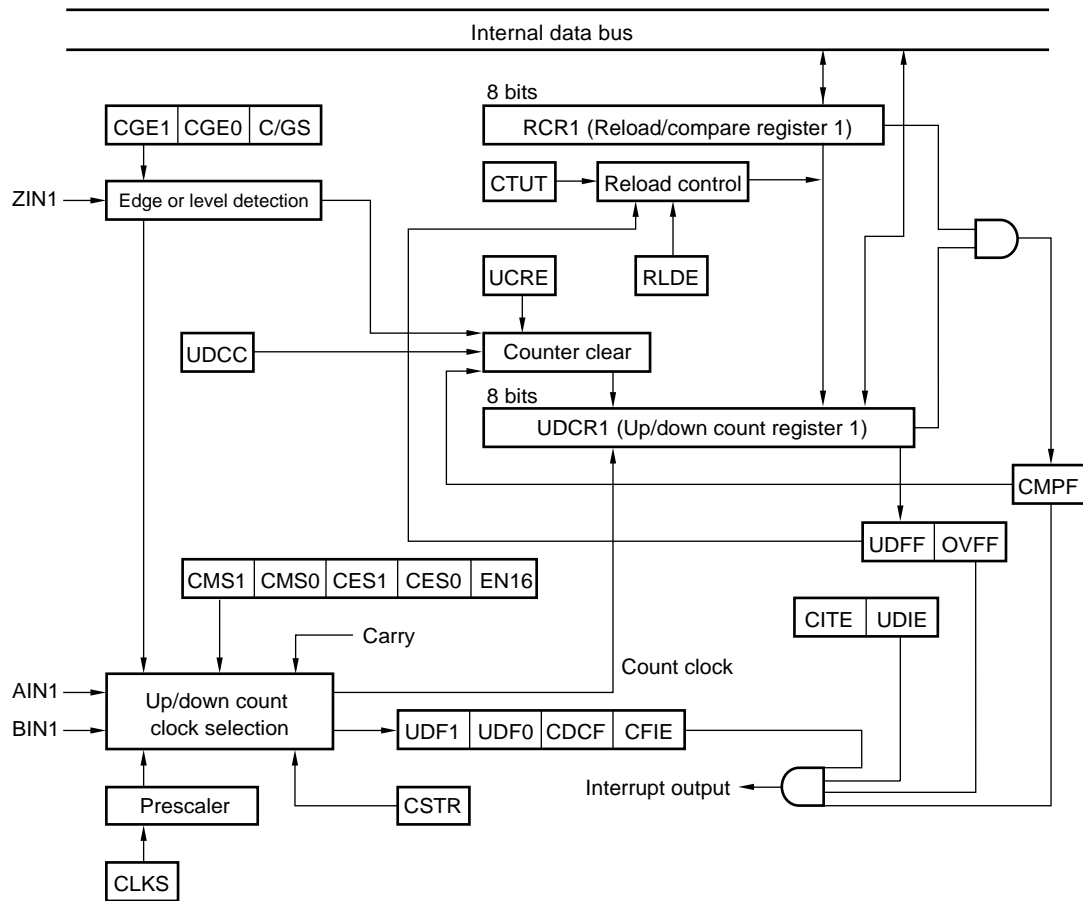 Internal data bus
8 bits
CGE1 CGE0 C/GS
RCR1 (Reload/compare register 1)
CTUT
Reload control
ZIN1
Edge or level detection
UCRE
RLDE
UDCC
Counter clear
8 bits
UDCR1 (Up/down count register 1)
CMPF
UDFF OVFF
CMS1 CMS0 CES1 CES0 EN16
CITE UDIE
Carry
Count clock
AIN1
BIN1
Up/down count
clock selection
UDF1 UDF0 CDCF CFIE
Interrupt output
Prescaler
CSTR
CLKS